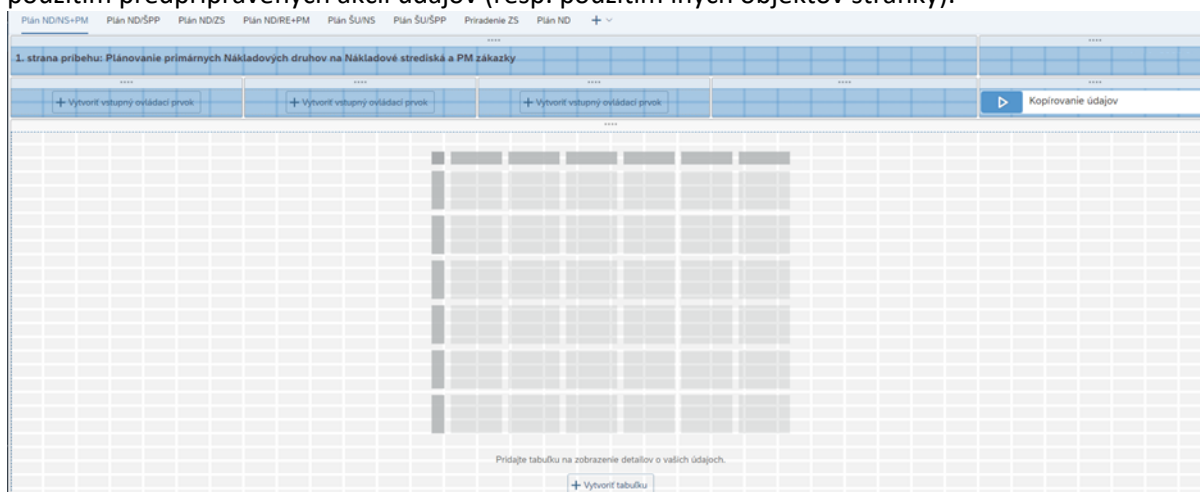 použitím predpripravených akcií údajov (resp. použitím iných objektov stránky).
Plán ND/NS+PM Plán ND/ŠPP Plán ND/ZS Plán ND/RE+PM Plán ŠU/NS Plán ŠU/ŠPP Priradenie ZS Plán ND
1. strana príbehu: Plánovanie primárnych Nákladových druhov na Nákladové strediská a PM zákazky
+ Vytvoriť vstupný ovládací prvok + Vytvoriť vstupný ovládací prvok + Vytvoriť vstupný ovládací prvok Kopírovanie údajov
Pridajte tabuľku na zobrazenie detailov o vašich údajoch.
+ Vytvoriť tabuľku